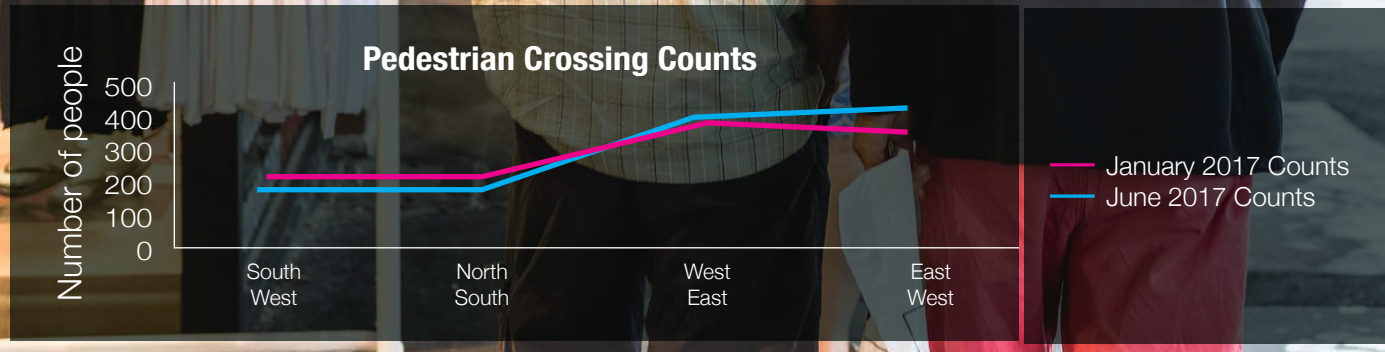 Pedestrian Crossing Counts
Number of people
500
400
300
200
100
0
South
West
North
South
West
East
East
West
January 2017 Counts
June 2017 Counts